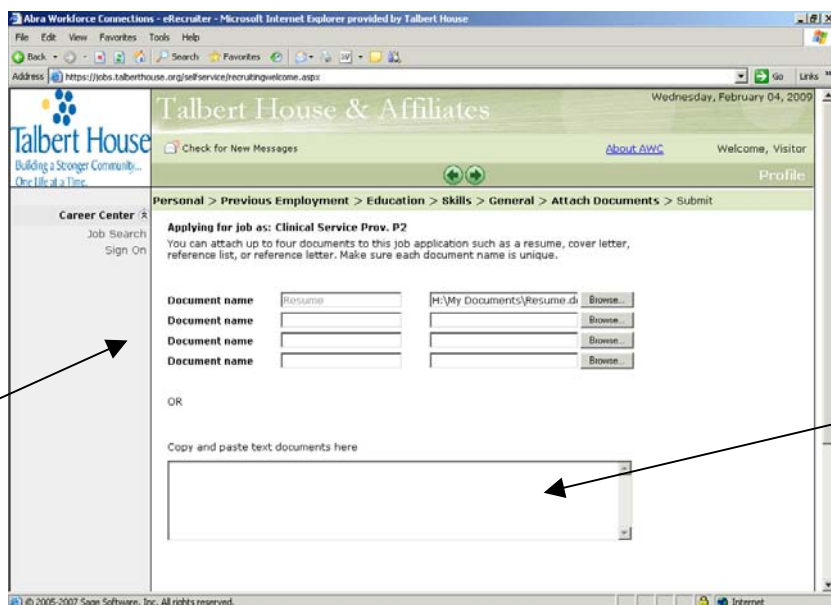 Abra Workforce Connections - eRecruiter - Microsoft Internet Explorer provided by Talbert House
File Edit View Favorites Tools Help
Back Search Favorites
Address https://jobs.talberthouse.org/selfservice/recruitingwelcome.aspx Go Links »
Talbert House
Building a Stronger Community...
One Life at a Time.
Talbert House & Affiliates
Wednesday, February 04, 2009
Check for New Messages About AWC Welcome, Visitor
Profile
Career Center
Job Search
Sign On
Personal > Previous Employment > Education > Skills > General > Attach Documents > Submit
Applying for job as: Clinical Service Prov. P2
You can attach up to four documents to this job application such as a resume, cover letter,
reference list, or reference letter. Make sure each document name is unique.
Document name Resume H:\My Documents\Resume.d Browse...
Document name Browse...
Document name Browse...
Document name Browse...
OR
Copy and paste text documents here
© 2005-2007 Sage Software, Inc. All rights reserved. Internet